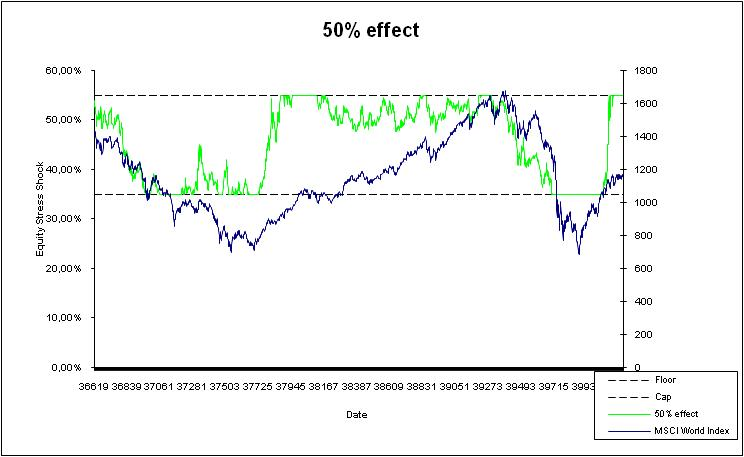 50% effect
60,00% 1800
50,00% 1600
1400
40,00% 1200
30,00% 1000
800
20,00% 600
10,00% 400
200
0,00% 0
Equity Stress Shock
36619 36839 37061 37281 37503 37725 37945 38167 38387 38609 38831 39051 39273 39493 39715
Date
Floor
Cap
50% effect
MSCI World Index